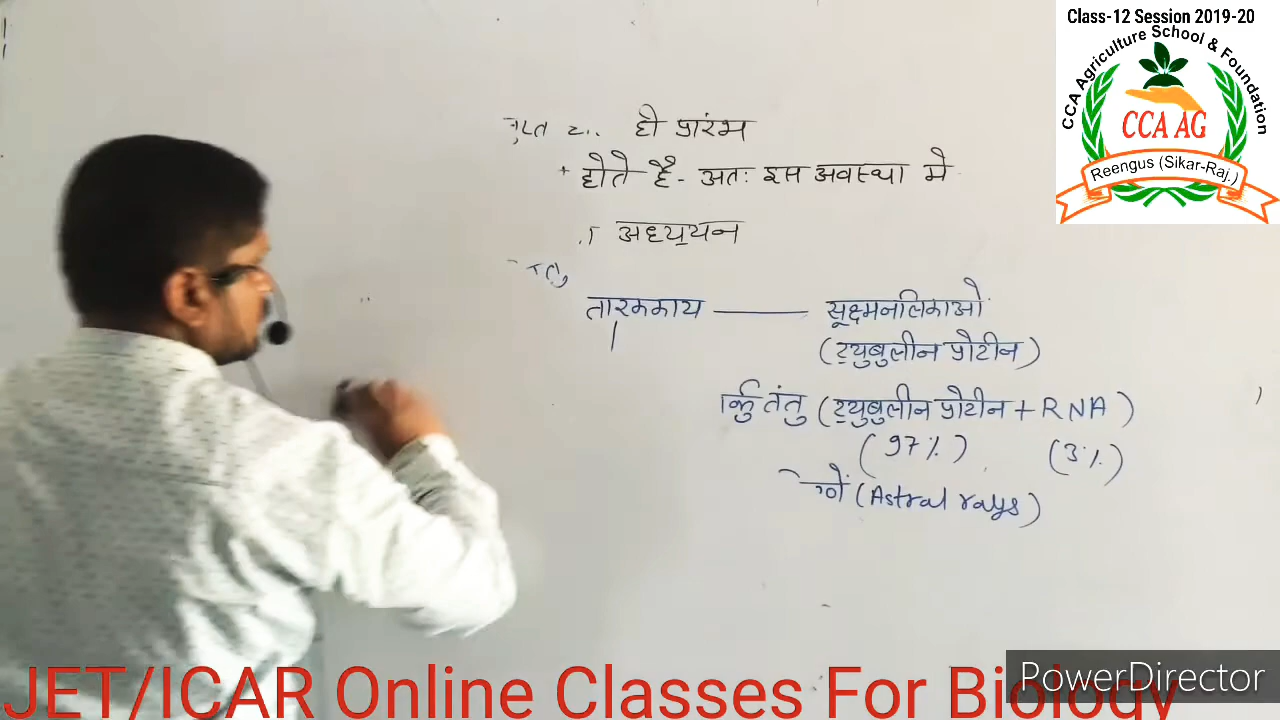 Class-12 Session 2019-20
CCA Agriculture School & Foundation
CCA AG
Reengus (Sikar-Raj.)
हो प्रारंभ
होते है - अतः इस अवस्था मे
अध्य्यन
तारककाय —— सूक्ष्मनलिकाओ
(ट्युबुलीन प्रोटीन)
तंतु (ट्युबुलीन प्रोटीन + RNA)
(97%) (3%)
(Astral rays)
JET/ICAR Online Classes For Biology
PowerDirector